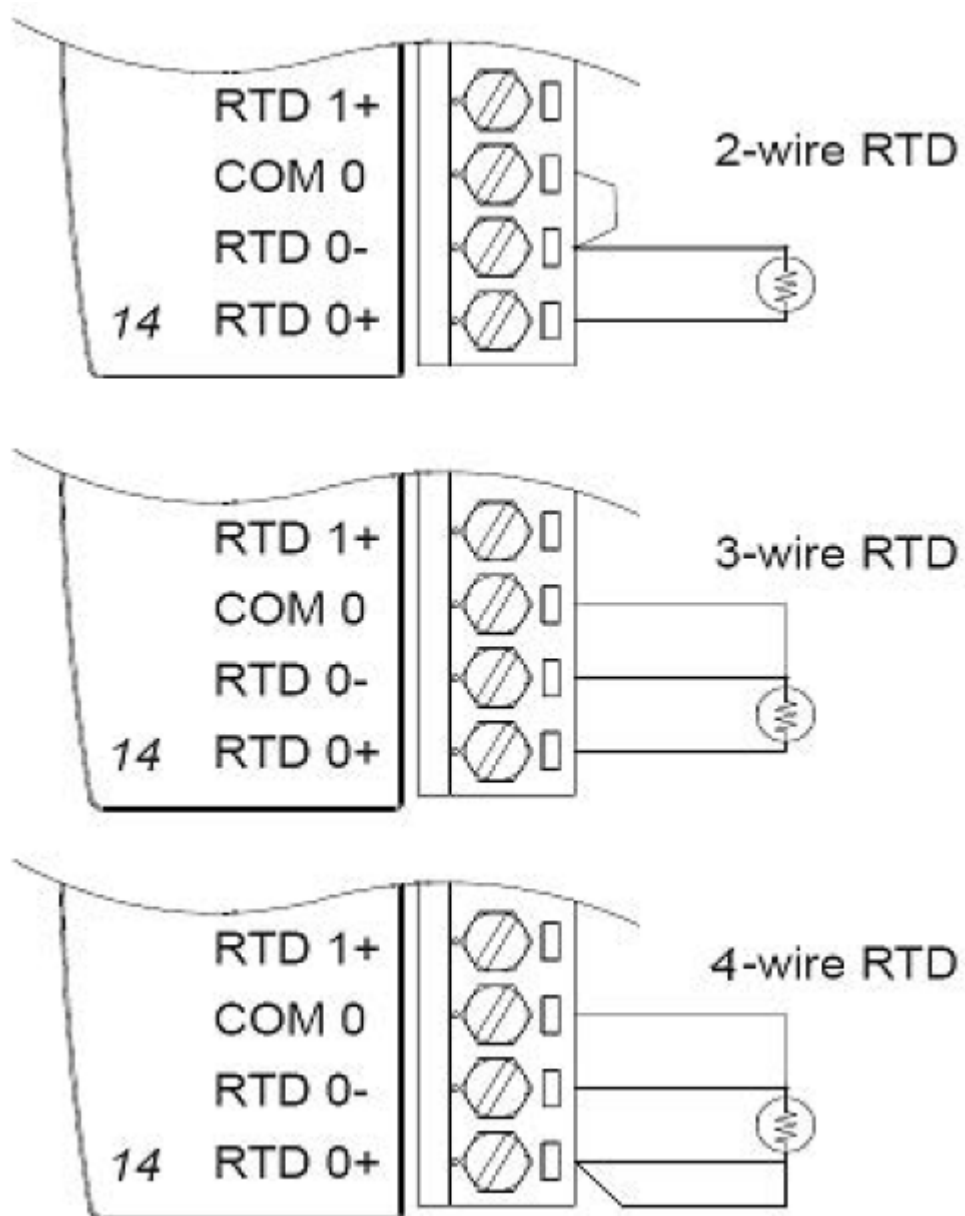 RTD 1+
COM 0
RTD 0-
14 RTD 0+
2-wire RTD
RTD 1+
COM 0
RTD 0-
14 RTD 0+
3-wire RTD
RTD 1+
COM 0
RTD 0-
14 RTD 0+
4-wire RTD